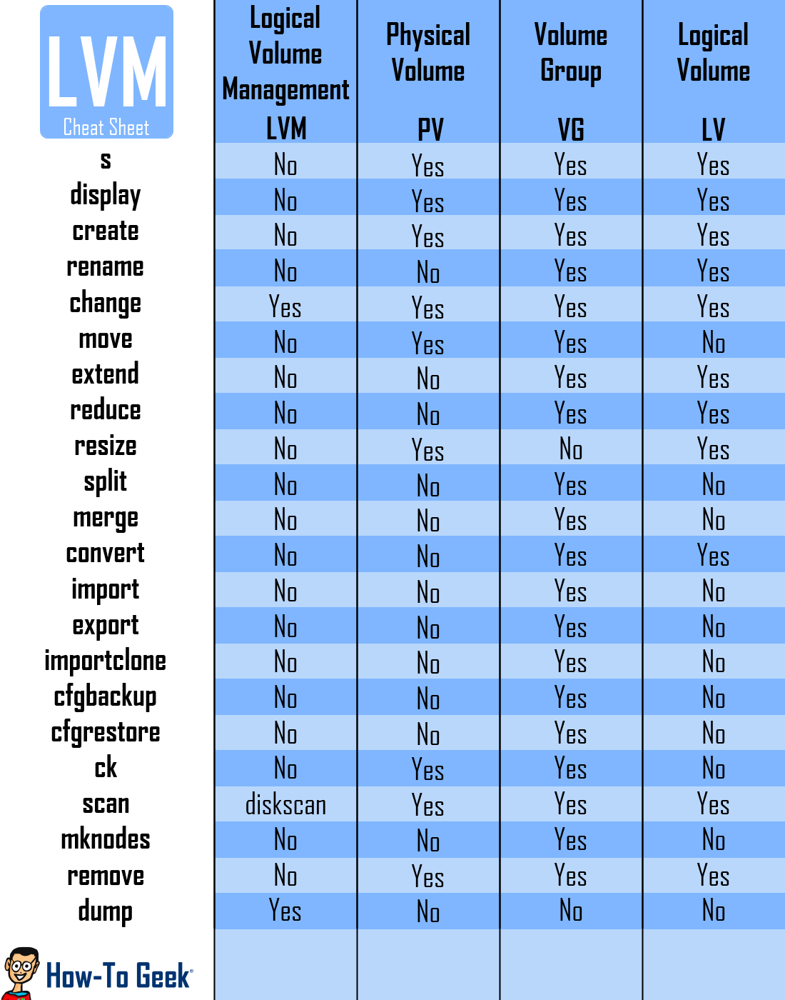 LVM
Cheat Sheet
Logical Volume Management LVM
Physical Volume PV
Volume Group VG
Logical Volume LV
s No Yes Yes Yes
display No Yes Yes Yes
create No Yes Yes Yes
rename No No Yes Yes
change Yes Yes Yes Yes
move No Yes Yes No
extend No No Yes Yes
reduce No No Yes Yes
resize No Yes No Yes
split No No Yes No
merge No No Yes No
convert No No Yes Yes
import No No Yes No
export No No Yes No
importclone No No Yes No
cfgbackup No No Yes No
cfgrestore No No Yes No
ck No Yes Yes No
scan diskscan Yes Yes Yes
mknodes No No Yes No
remove No Yes Yes Yes
dump Yes No No No
How-To Geek®